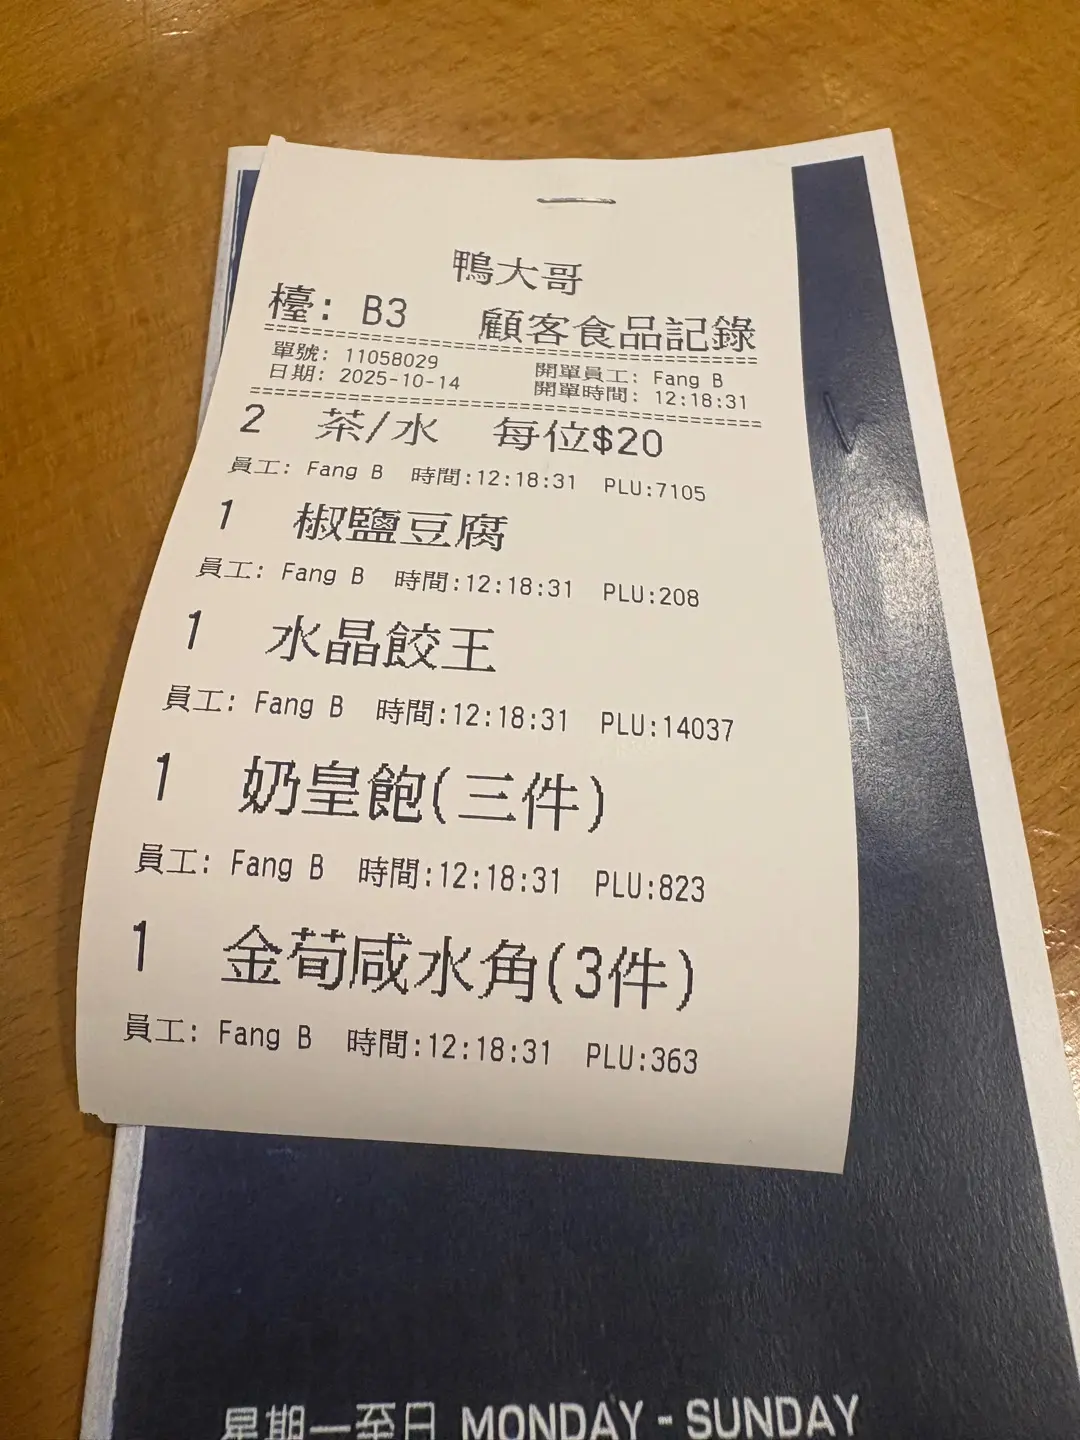 鴨大哥
檯: B3 顧客食品記錄
單號: 11058029 開單員工: Fang B
日期: 2025-10-14 開單時間: 12:18:31
2 茶/水 每位$20
員工: Fang B 時間:12:18:31 PLU:7105
1 椒鹽豆腐
員工: Fang B 時間:12:18:31 PLU:208
1 水晶餃王
員工: Fang B 時間:12:18:31 PLU:14037
1 奶皇飽(三件)
員工: Fang B 時間:12:18:31 PLU:823
1 金荀咸水角(3件)
員工: Fang B 時間:12:18:31 PLU:363
星期一至日 MONDAY - SUNDAY